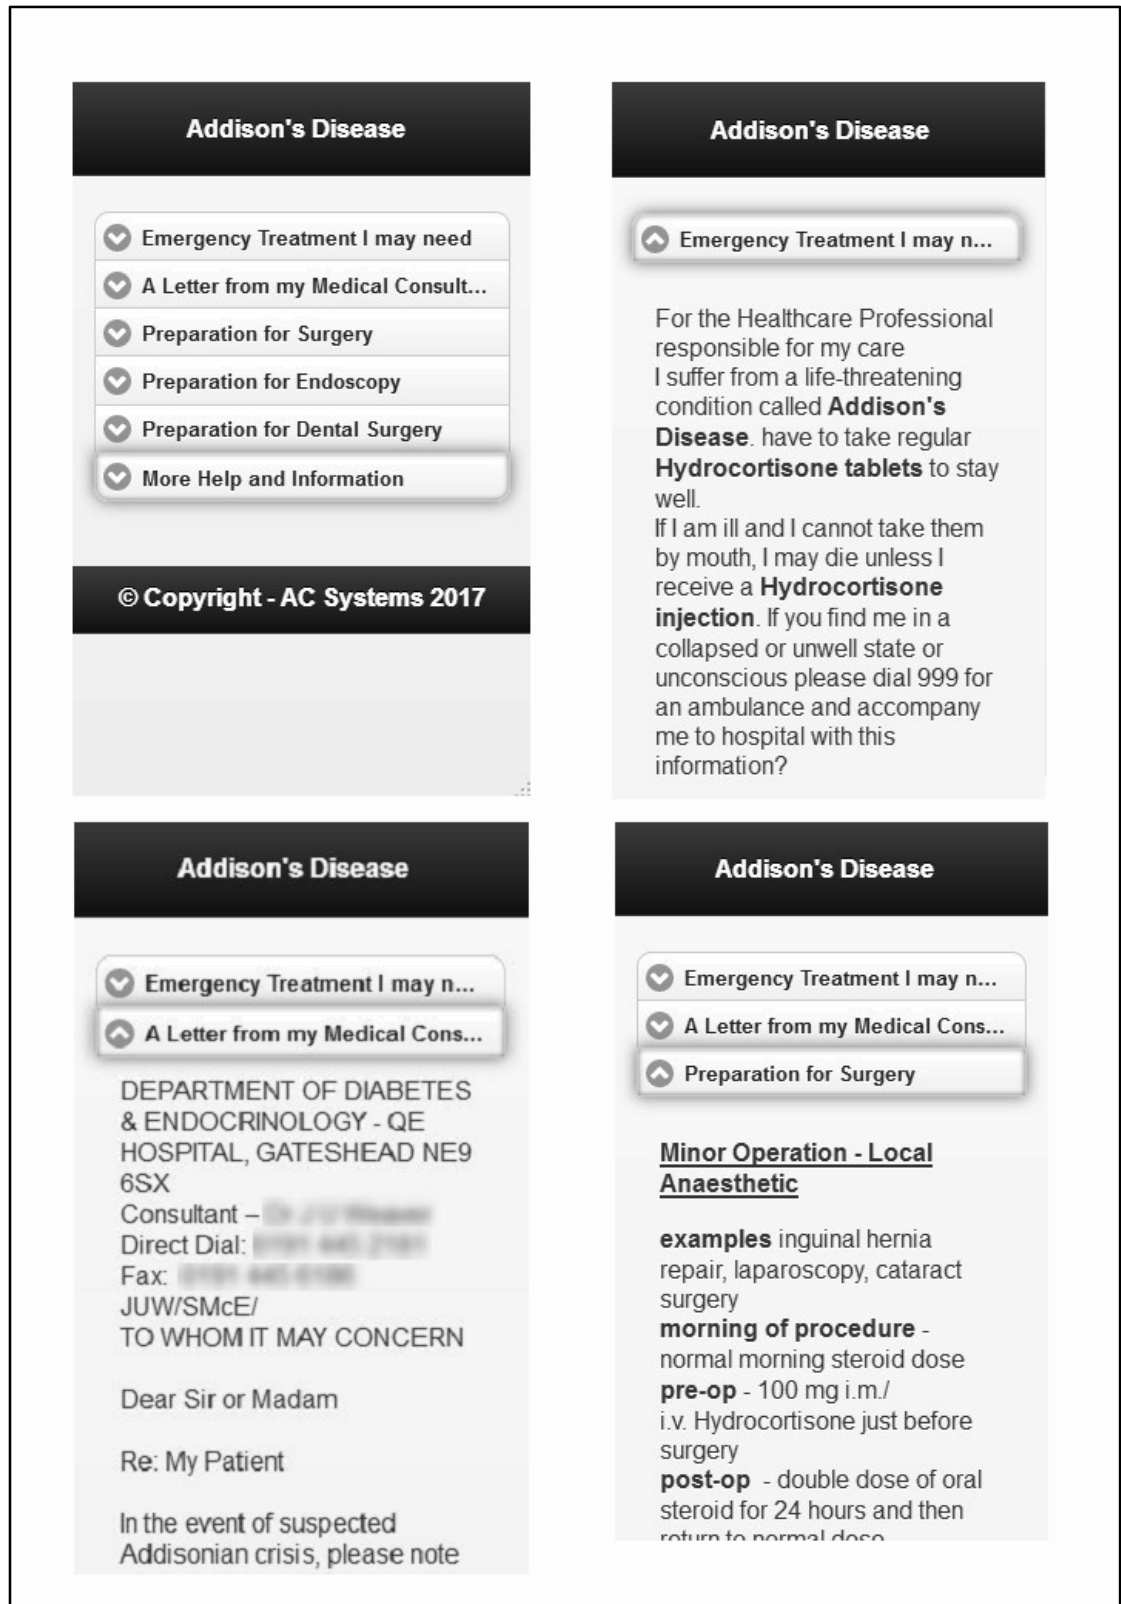 Addison's Disease
Emergency Treatment I may need
A Letter from my Medical Consult...
Preparation for Surgery
Preparation for Endoscopy
Preparation for Dental Surgery
More Help and Information
© Copyright - AC Systems 2017
Addison's Disease
Emergency Treatment I may n...
For the Healthcare Professional
responsible for my care
I suffer from a life-threatening
condition called Addison's
Disease. have to take regular
Hydrocortisone tablets to stay
well.
If I am ill and I cannot take them
by mouth, I may die unless I
receive a Hydrocortisone
injection. If you find me in a
collapsed or unwell state or
unconscious please dial 999 for
an ambulance and accompany
me to hospital with this
information?
Addison's Disease
Emergency Treatment I may n...
A Letter from my Medical Cons...
DEPARTMENT OF DIABETES
& ENDOCRINOLOGY - QE
HOSPITAL, GATESHEAD NE9
6SX
Consultant –
Direct Dial:
Fax:
JUW/SMcE/
TO WHOM IT MAY CONCERN
Dear Sir or Madam
Re: My Patient
In the event of suspected
Addisonian crisis, please note
Addison's Disease
Emergency Treatment I may n...
A Letter from my Medical Cons...
Preparation for Surgery
Minor Operation - Local
Anaesthetic
examples inguinal hernia
repair, laparoscopy, cataract
surgery
morning of procedure -
normal morning steroid dose
pre-op - 100 mg i.m./
i.v. Hydrocortisone just before
surgery
post-op - double dose of oral
steroid for 24 hours and then
return to normal dose